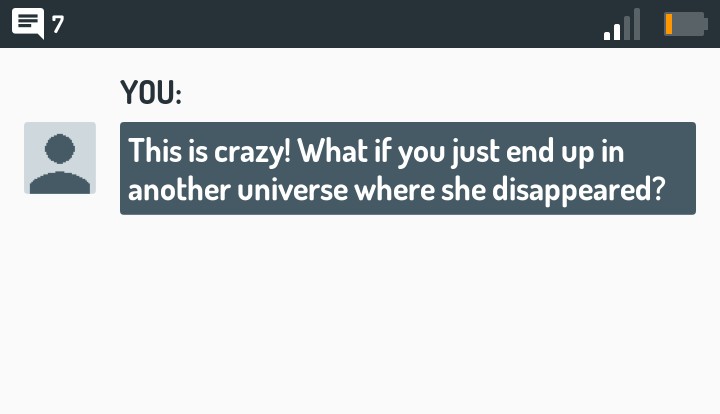 7
YOU:
This is crazy! What if you just end up in
another universe where she disappeared?